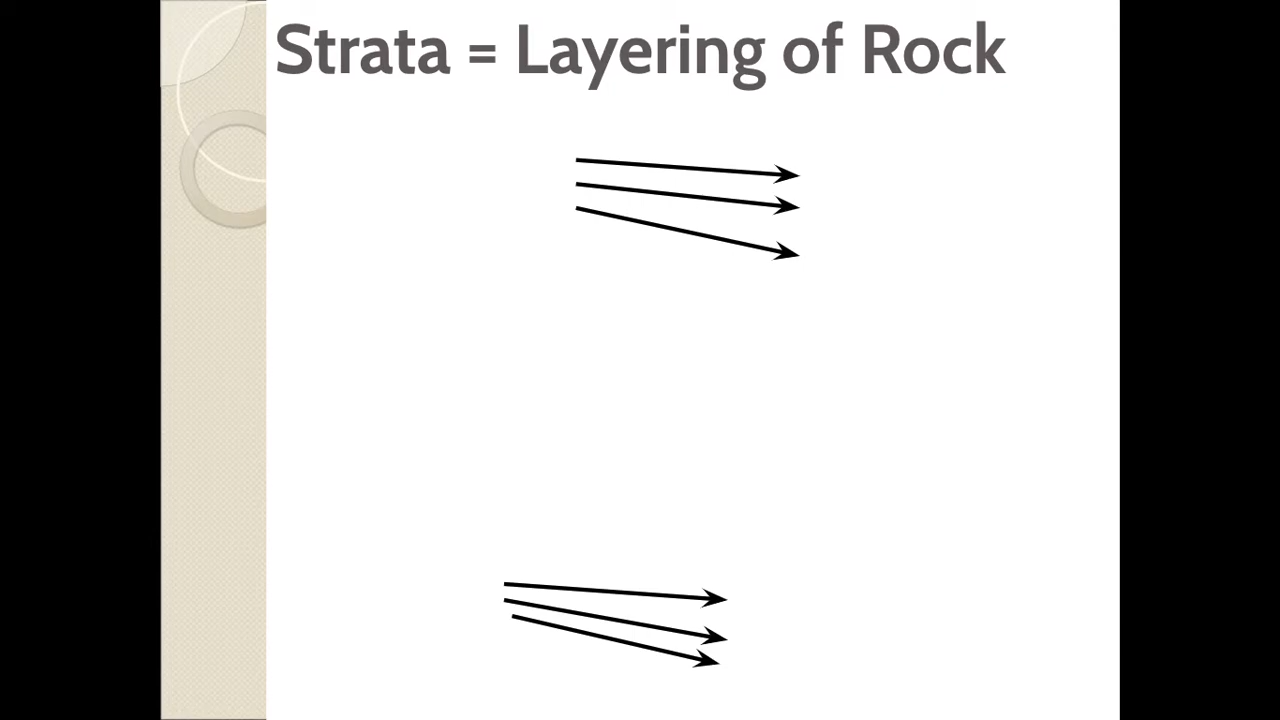 Strata = Layering of Rock